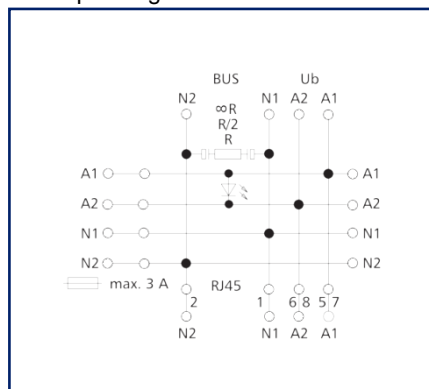 BUS Ub
N2 N1 A2 A1
∞R
R/2
R
A1 A1
A2 A2
N1 N1
N2 N2
max. 3 A RJ45
2 1 6 8 5 7
N2 N1 A2 A1